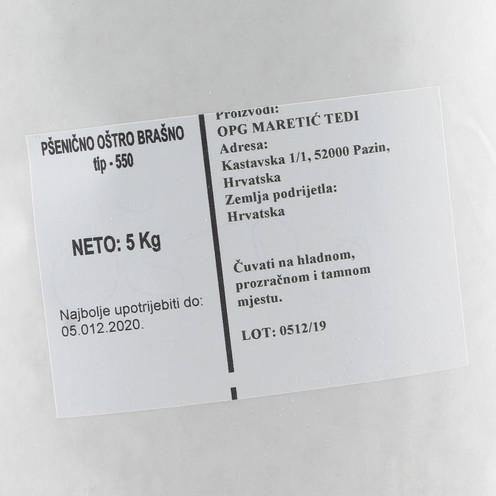 PŠENIČNO OŠTRO BRAŠNO
tip - 550
NETO: 5 Kg
Najbolje upotrijebiti do:
05.012.2020.
Proizvodi:
OPG MARETIĆ TEDI
Adresa:
Kastavska 1/1, 52000 Pazin,
Hrvatska
Zemlja podrijetla:
Hrvatska
Čuvati na hladnom,
prozračnom i tamnom
mjestu.
LOT: 0512/19